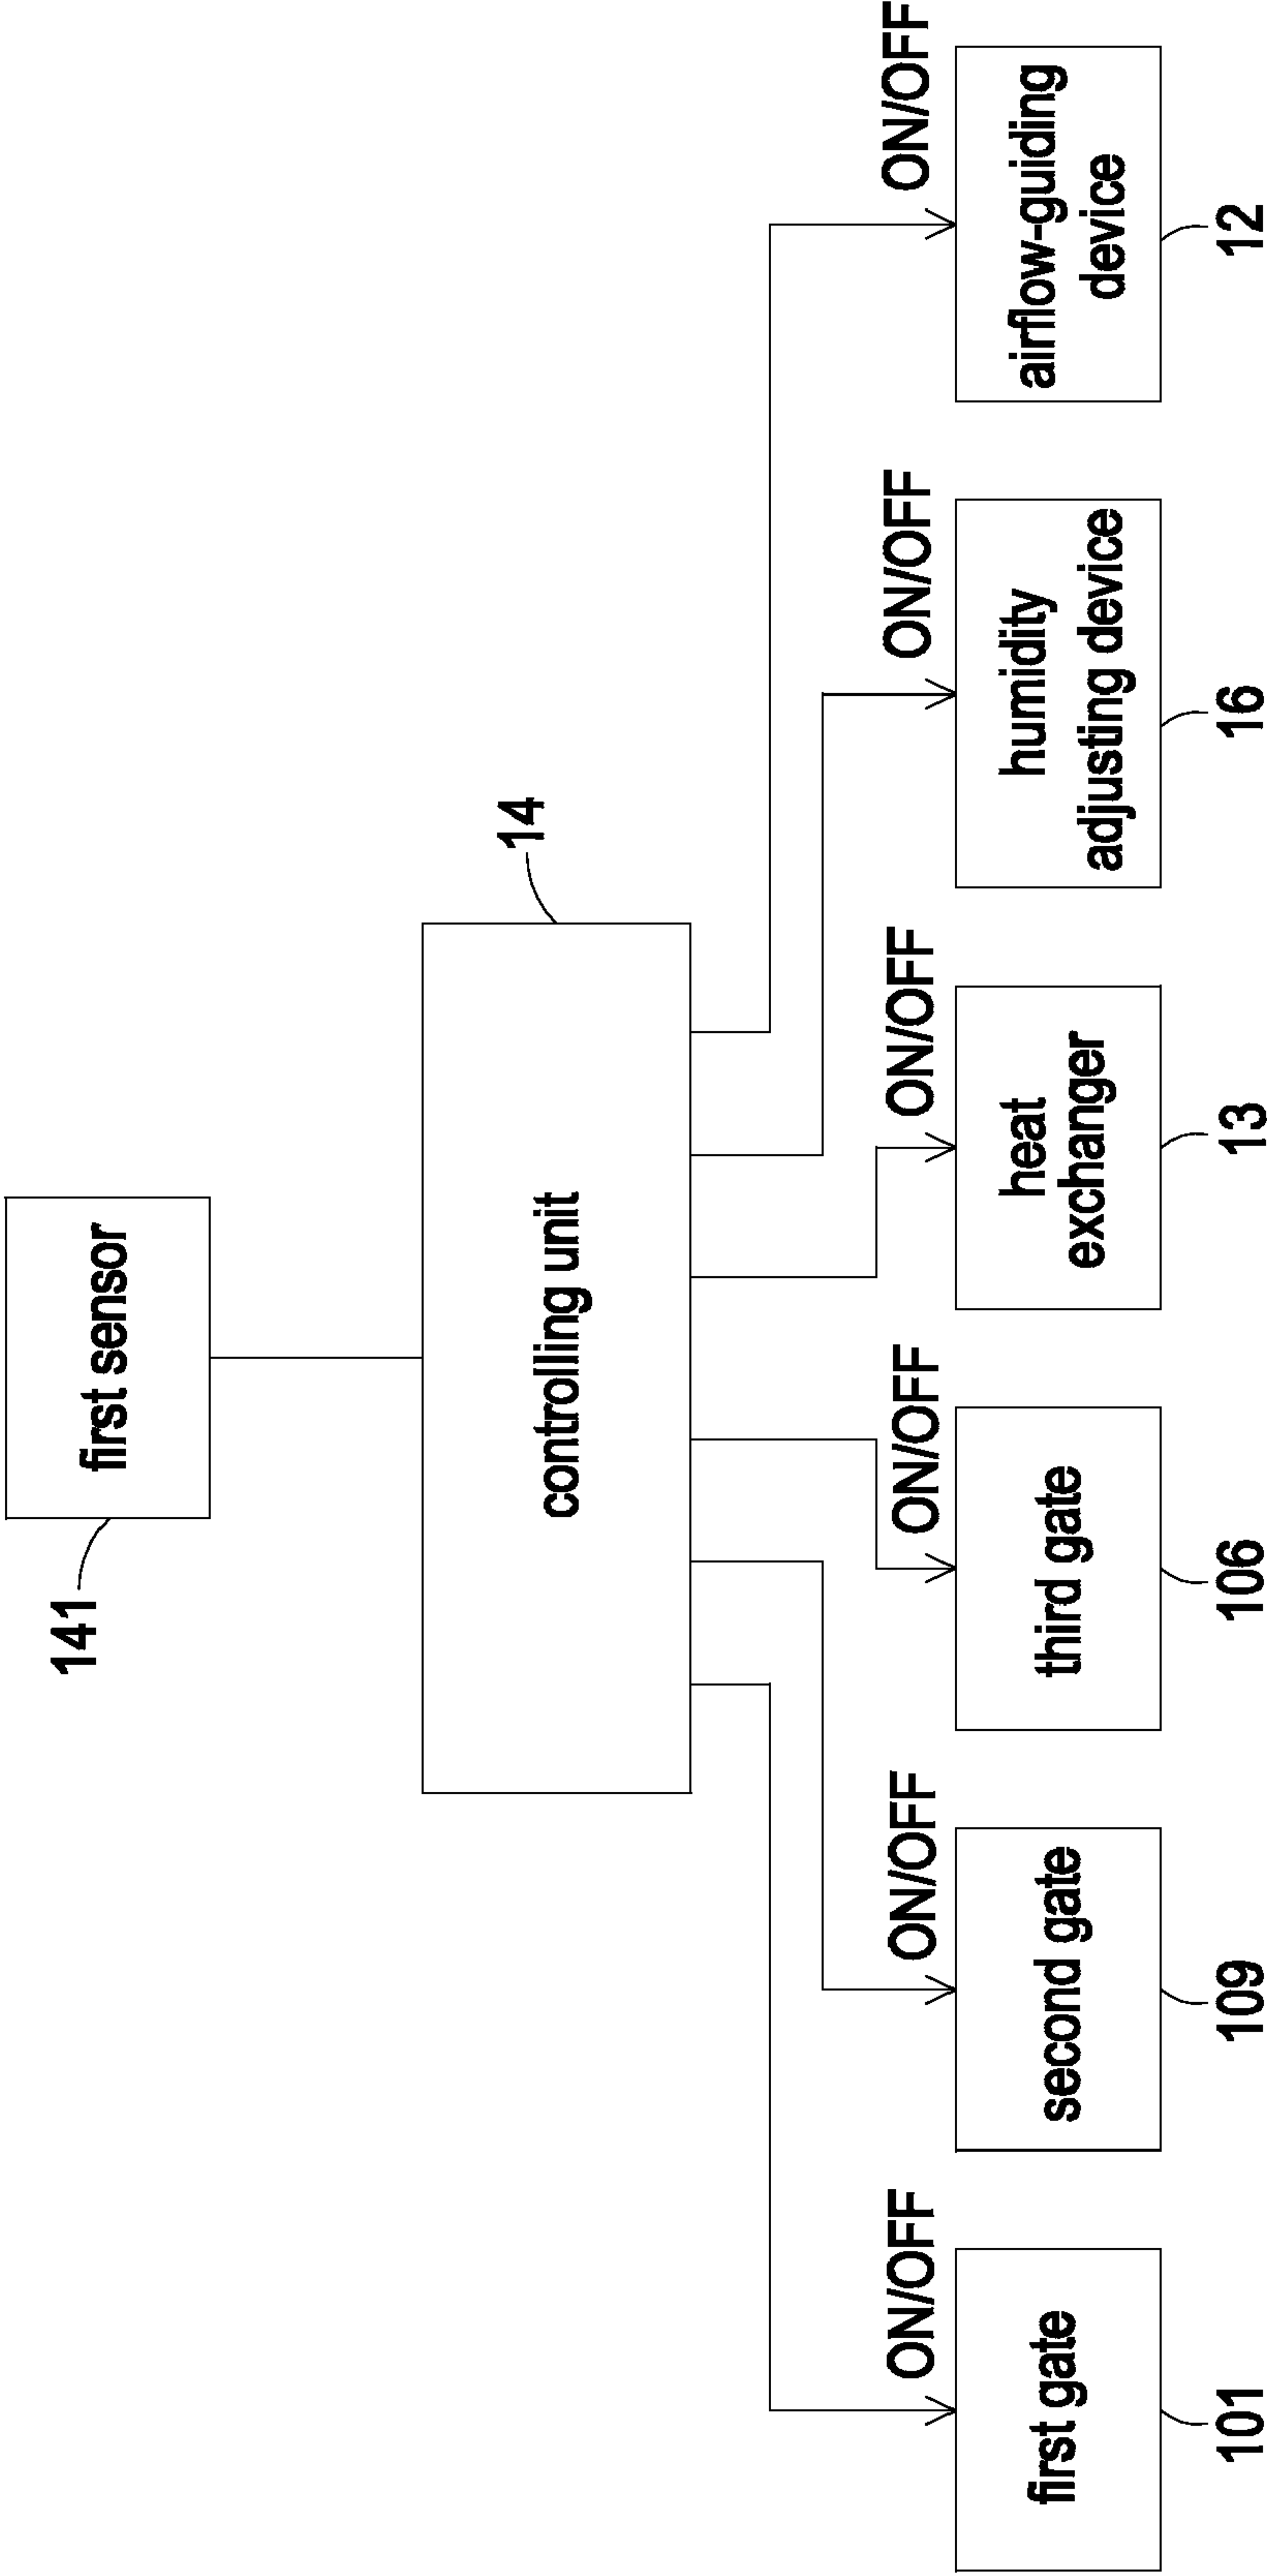 141
first sensor
14
controlling unit
ON/OFF
ON/OFF
ON/OFF
ON/OFF
ON/OFF
ON/OFF
first gate
second gate
third gate
heat
exchanger
humidity
adjusting device
airflow-guiding
device
101
109
106
13
16
12